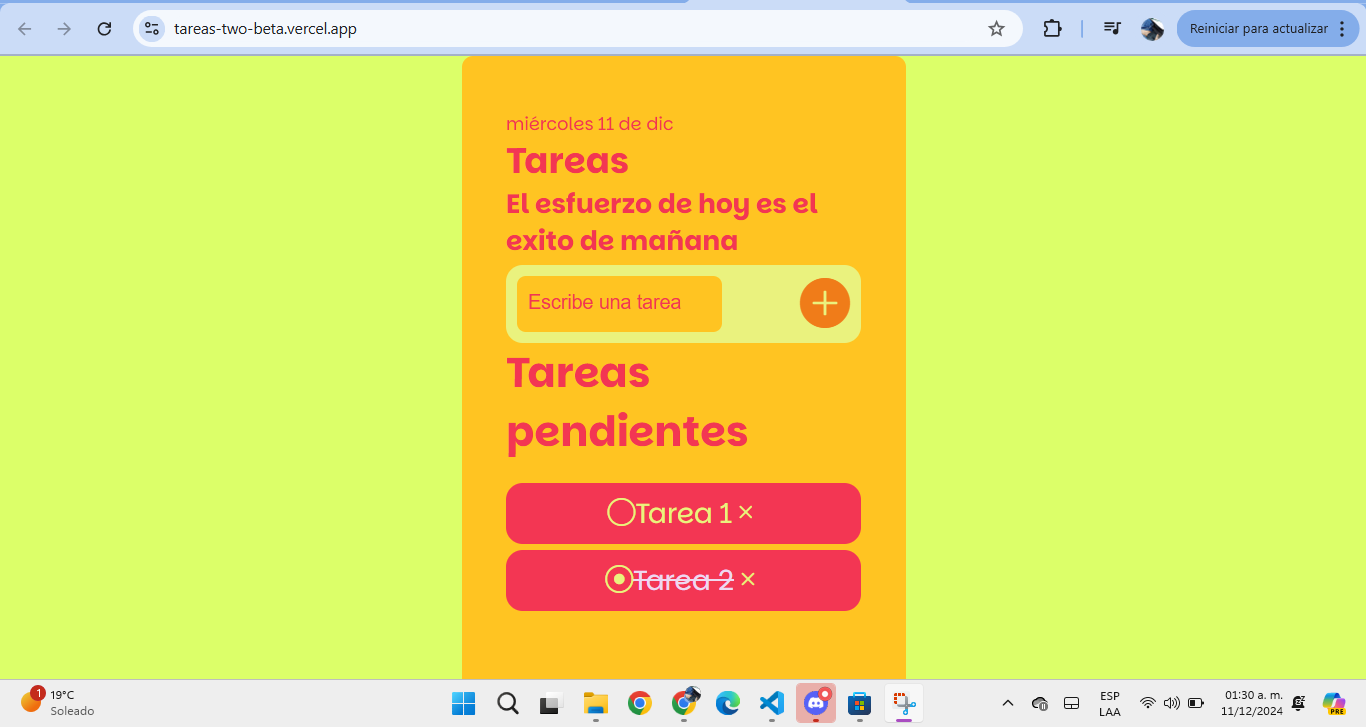 tareas-two-beta.vercel.app
Reiniciar para actualizar
miércoles 11 de dic
Tareas
El esfuerzo de hoy es el
exito de mañana
Escribe una tarea
Tareas
pendientes
Tarea 1
Tarea 2
1
19°C
Soleado
ESP
LAA
01:30 a. m.
11/12/2024
PRE